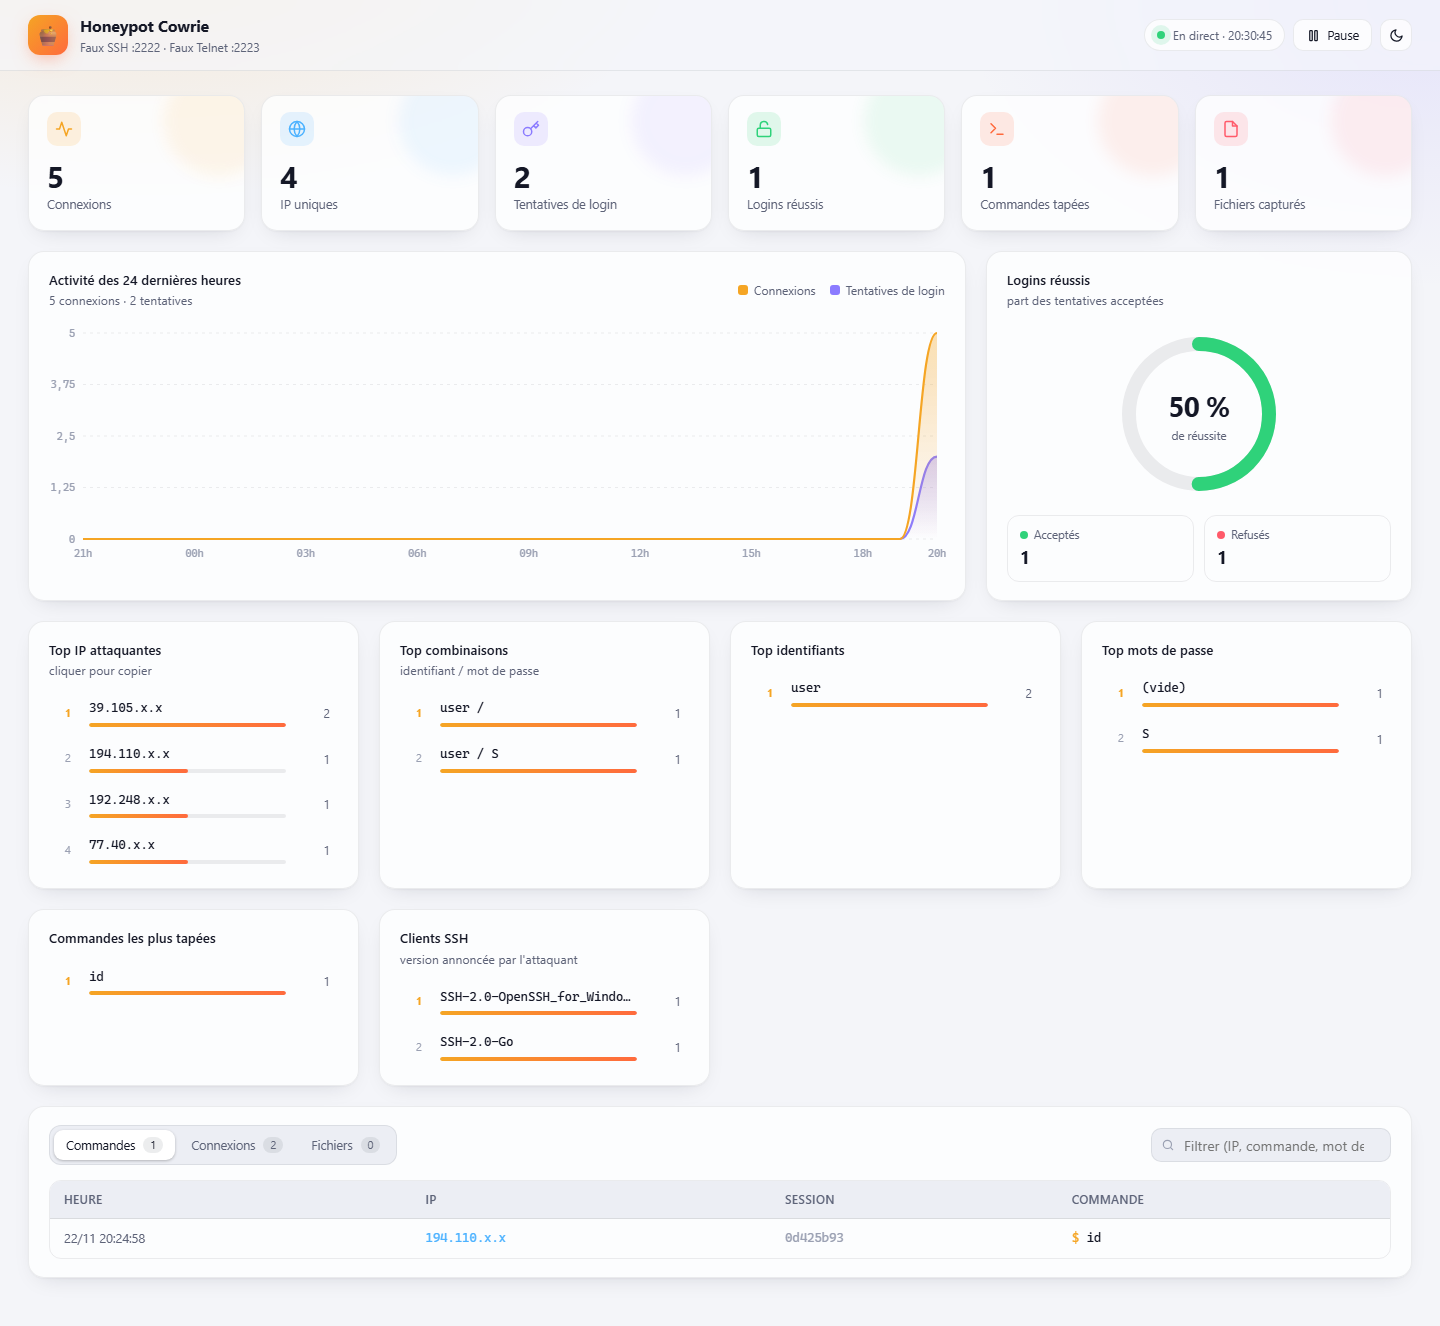 Honeypot Cowrie
Faux SSH :2222 · Faux Telnet :2223
En direct · 20:30:45
Pause
5
Connexions
4
IP uniques
2
Tentatives de login
1
Logins réussis
1
Commandes tapées
1
Fichiers capturés
Activité des 24 dernières heures
5 connexions · 2 tentatives
Connexions
Tentatives de login
5
3,75
2,5
1,25
0
21h 00h 03h 06h 09h 12h 15h 18h 20h
Logins réussis
part des tentatives acceptées
50 %
de réussite
Acceptés
1
Refusés
1
Top IP attaquantes
cliquer pour copier
1 39.105.x.x 2
2 194.110.x.x 1
3 192.248.x.x 1
4 77.40.x.x 1
Top combinaisons
identifiant / mot de passe
1 user / 1
2 user / S 1
Top identifiants
1 user 2
Top mots de passe
1 (vide) 1
2 S 1
Commandes les plus tapées
1 id 1
Clients SSH
version annoncée par l'attaquant
1 SSH-2.0-OpenSSH_for_Windo… 1
2 SSH-2.0-Go 1
Commandes 1 Connexions 2 Fichiers 0
Filtrer (IP, commande, mot de
HEURE IP SESSION COMMANDE
22/11 20:24:58 194.110.x.x 0d425b93 $ id